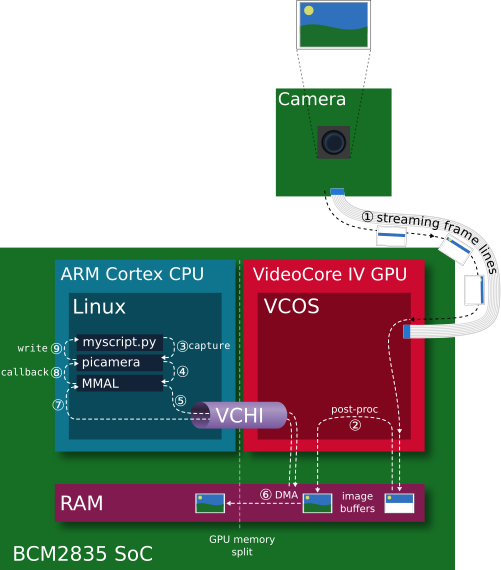 Camera
① streaming frame lines
ARM Cortex CPU
VideoCore IV GPU
Linux
VCOS
myscript.py
write ⑨
③ capture
picamera
callback ⑧
④
MMAL
⑦
⑤
VCHI
post-proc
②
RAM
⑥ DMA
image
buffers
GPU memory
split
BCM2835 SoC